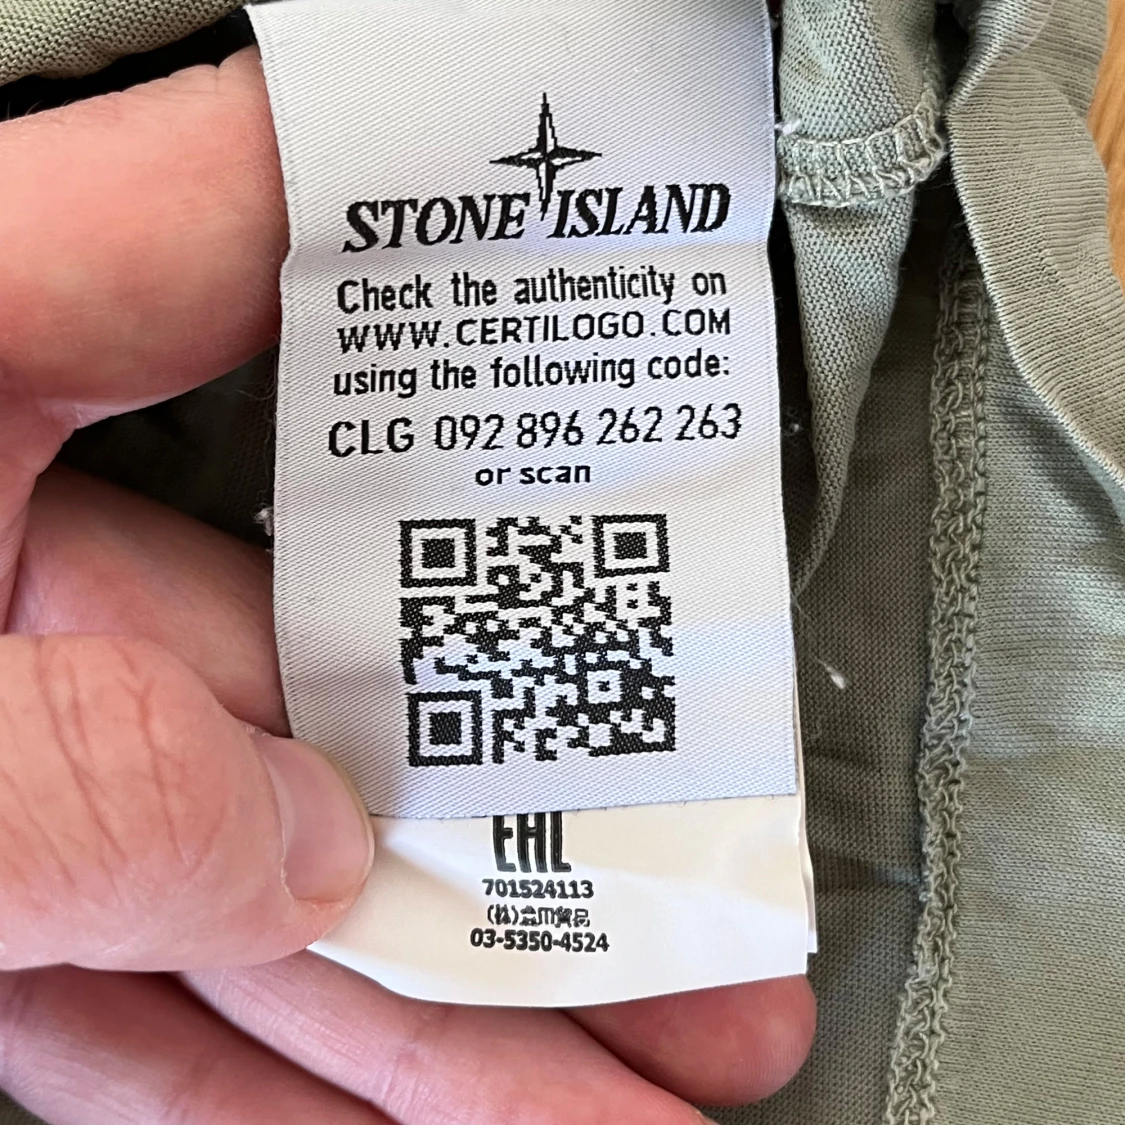 STONE ISLAND
Check the authenticity on
WWW.CERTILOGO.COM
using the following code:
CLG 092 896 262 263
or scan
EAC
701524113
(株)
03-5350-4524